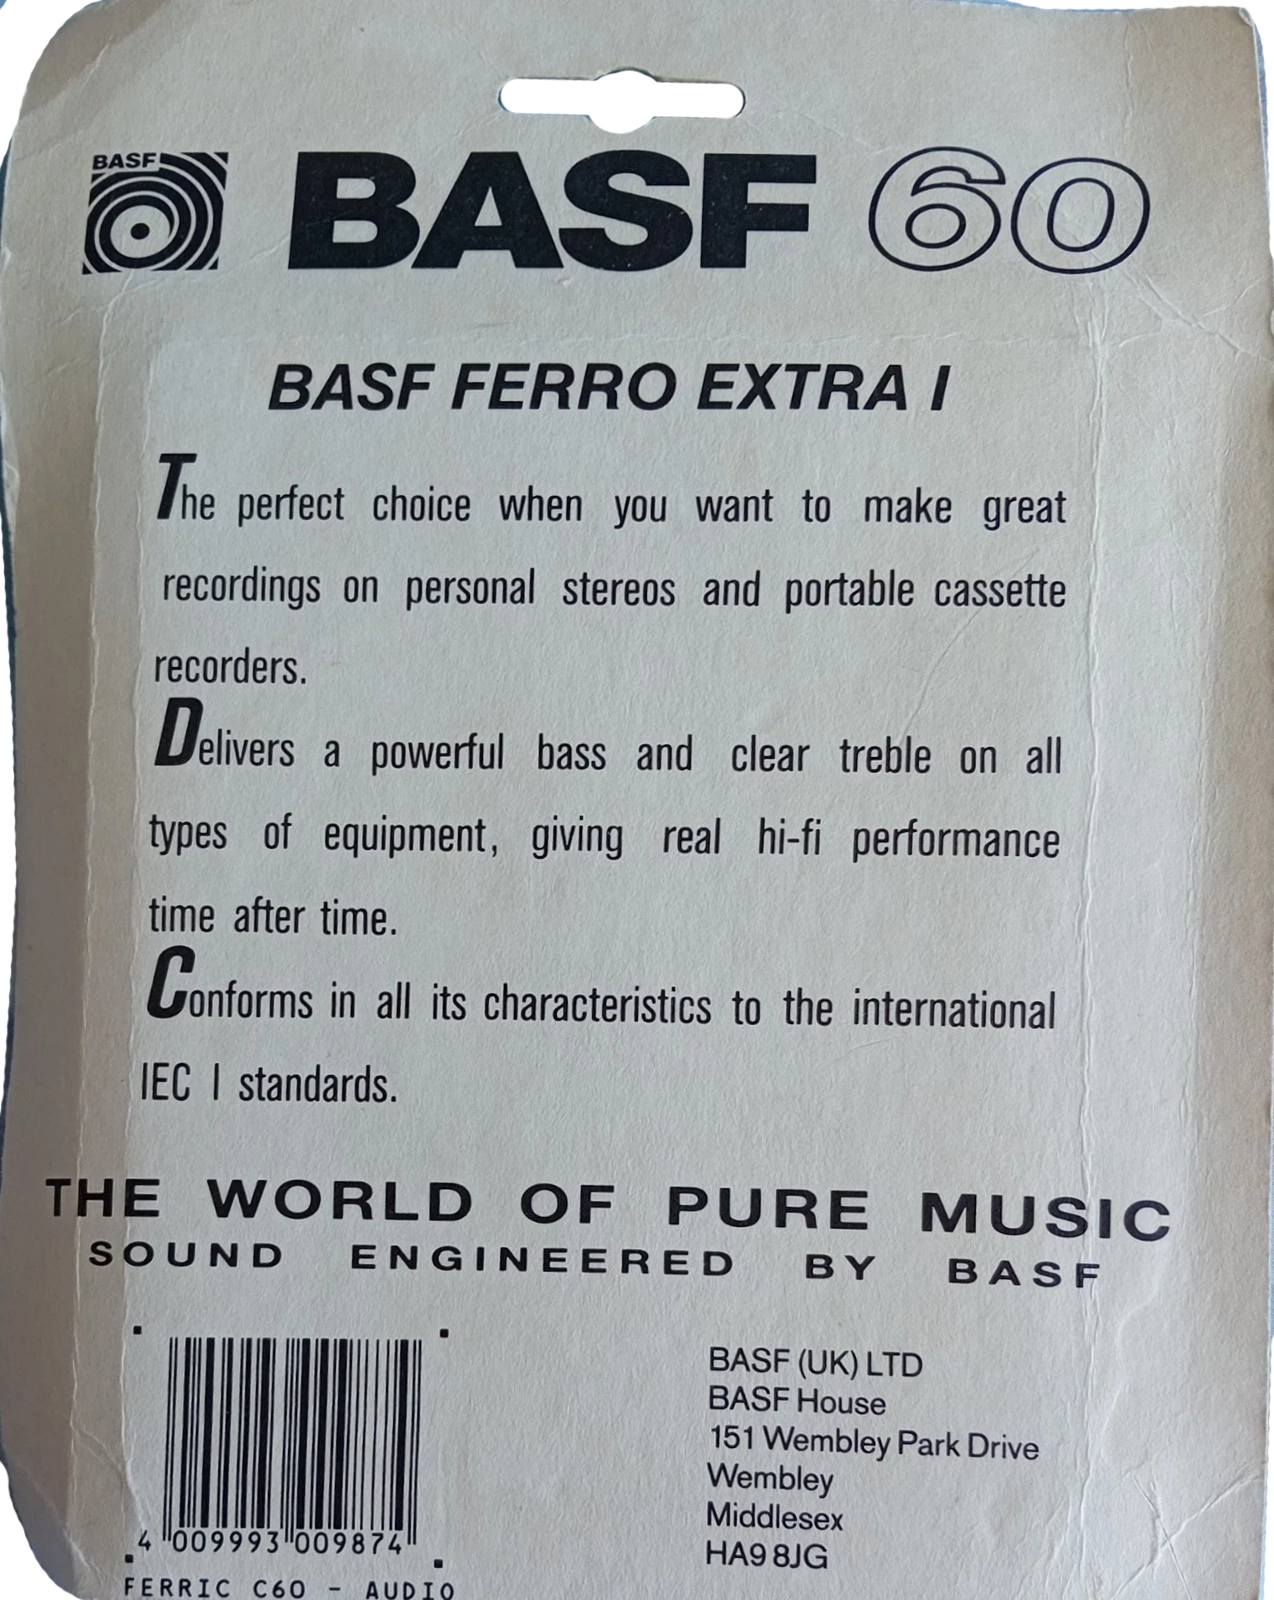 BASF
BASF 60
BASF FERRO EXTRA I
The perfect choice when you want to make great
recordings on personal stereos and portable cassette
recorders.
Delivers a powerful bass and clear treble on all
types of equipment, giving real hi-fi performance
time after time.
Conforms in all its characteristics to the international
IEC I standards.
THE WORLD OF PURE MUSIC
SOUND ENGINEERED BY BASF
BASF (UK) LTD
BASF House
151 Wembley Park Drive
Wembley
Middlesex
HA9 8JG
4 009993 009874
FERRIC C60 - AUDIO